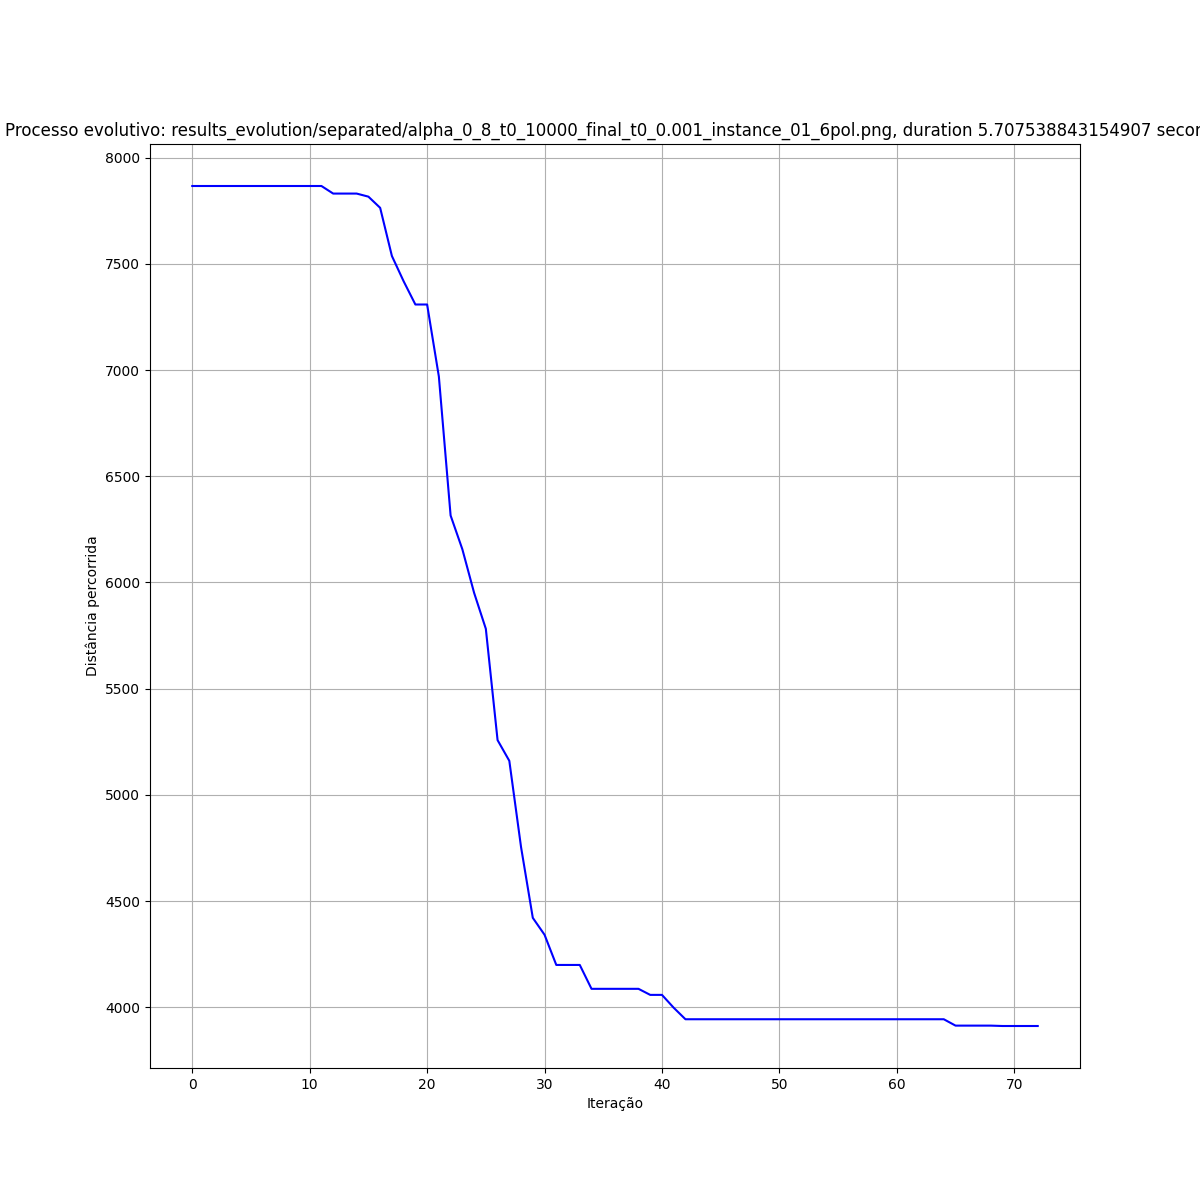 Processo evolutivo: results_evolution/separated/alpha_0_8_t0_10000_final_t0_0.001_instance_01_6pol.png, duration 5.707538843154907 secon
8000
7500
7000
6500
6000
5500
5000
4500
4000
Distância percorrida
0 10 20 30 40 50 60 70
Iteração